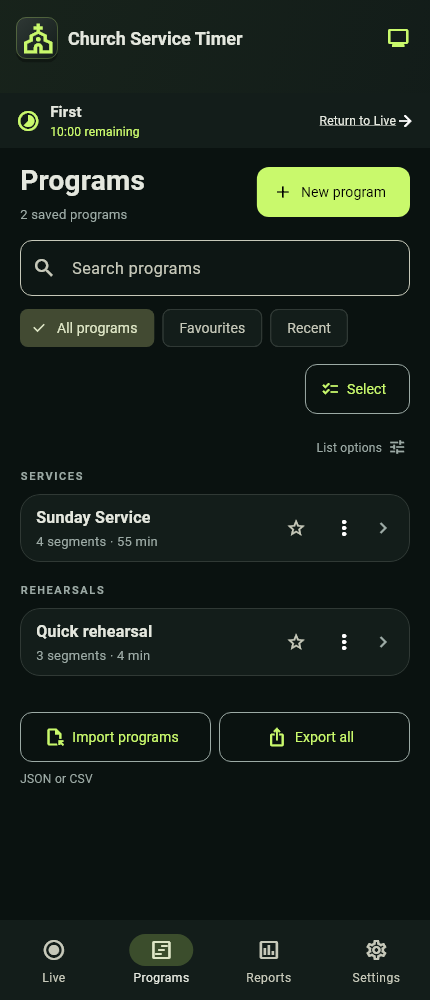 Church Service Timer
First
10:00 remaining
Return to Live
Programs
2 saved programs
New program
Search programs
All programs
Favourites
Recent
Select
List options
SERVICES
Sunday Service
4 segments · 55 min
REHEARSALS
Quick rehearsal
3 segments · 4 min
Import programs
Export all
JSON or CSV
Live
Programs
Reports
Settings